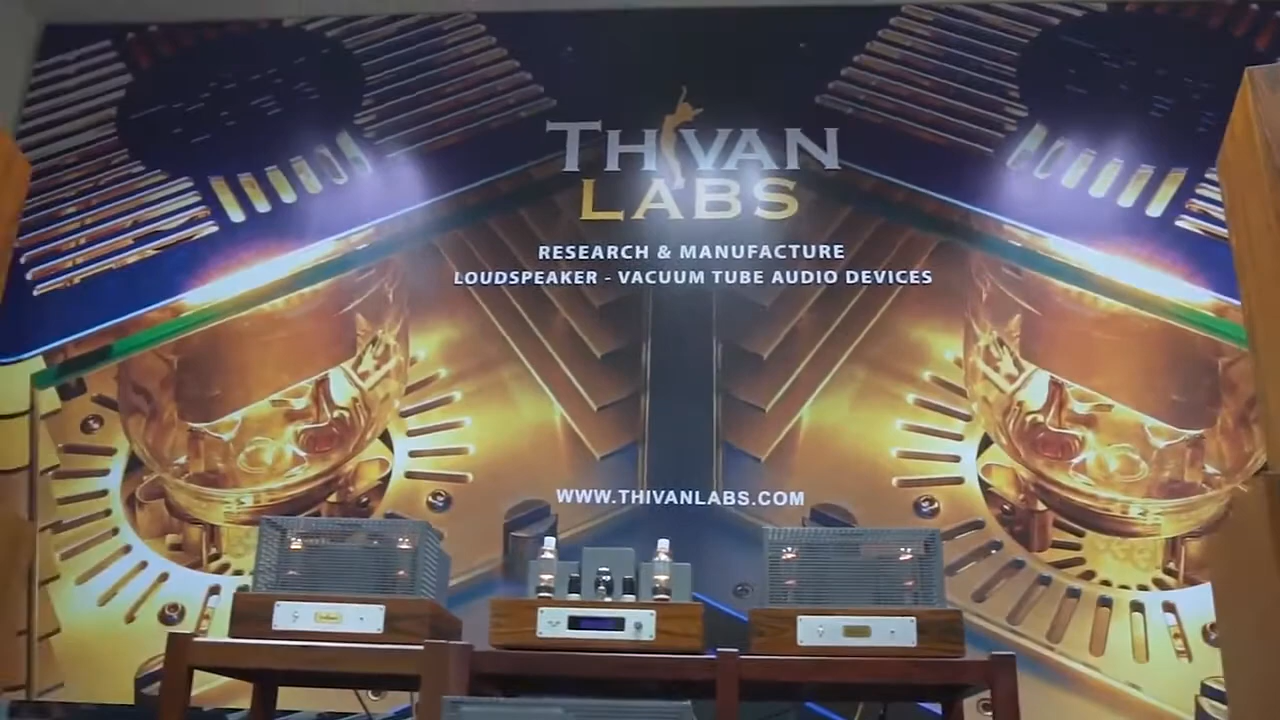 THIVAN
LABS
RESEARCH & MANUFACTURE
LOUDSPEAKER - VACUUM TUBE AUDIO DEVICES
WWW.THIVANLABS.COM